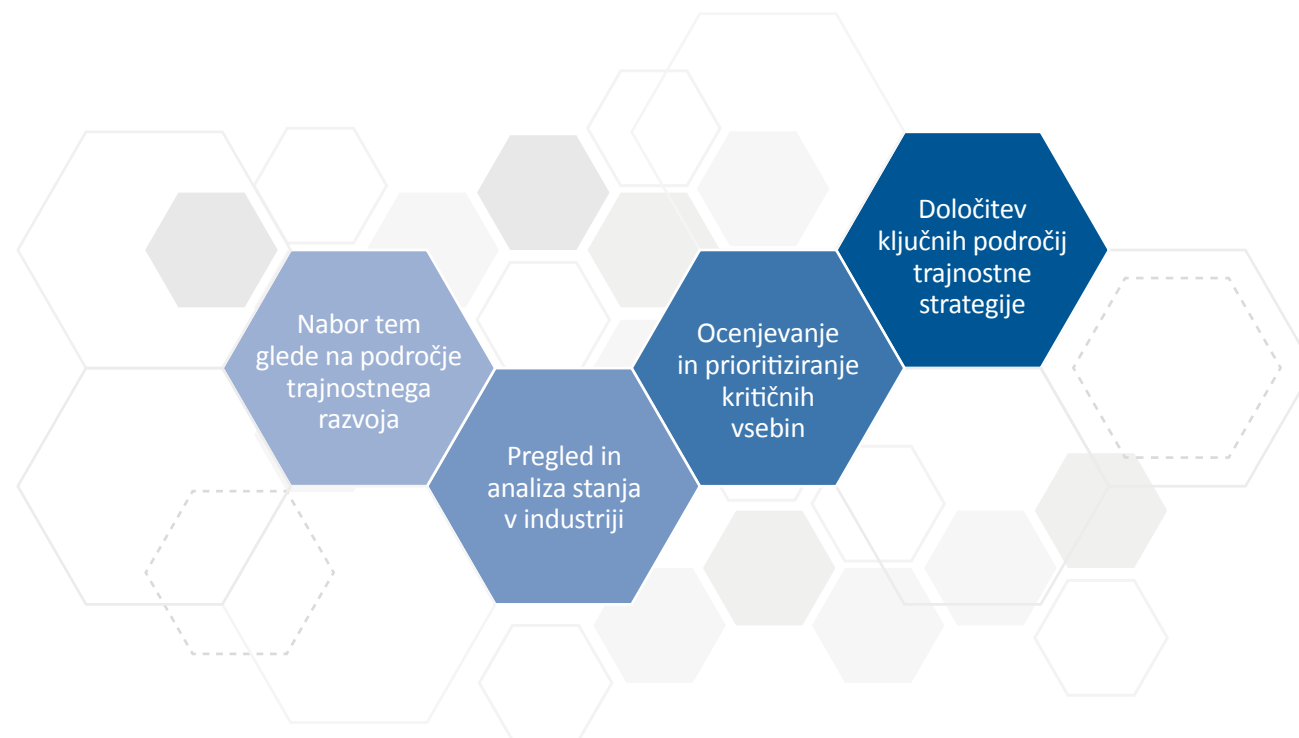 Nabor tem
glede na področje
trajnostnega
razvoja
Pregled in
analiza stanja
v industriji
Ocenjevanje
in prioritiziranje
kritičnih
vsebin
Določitev
ključnih področij
trajnostne
strategije